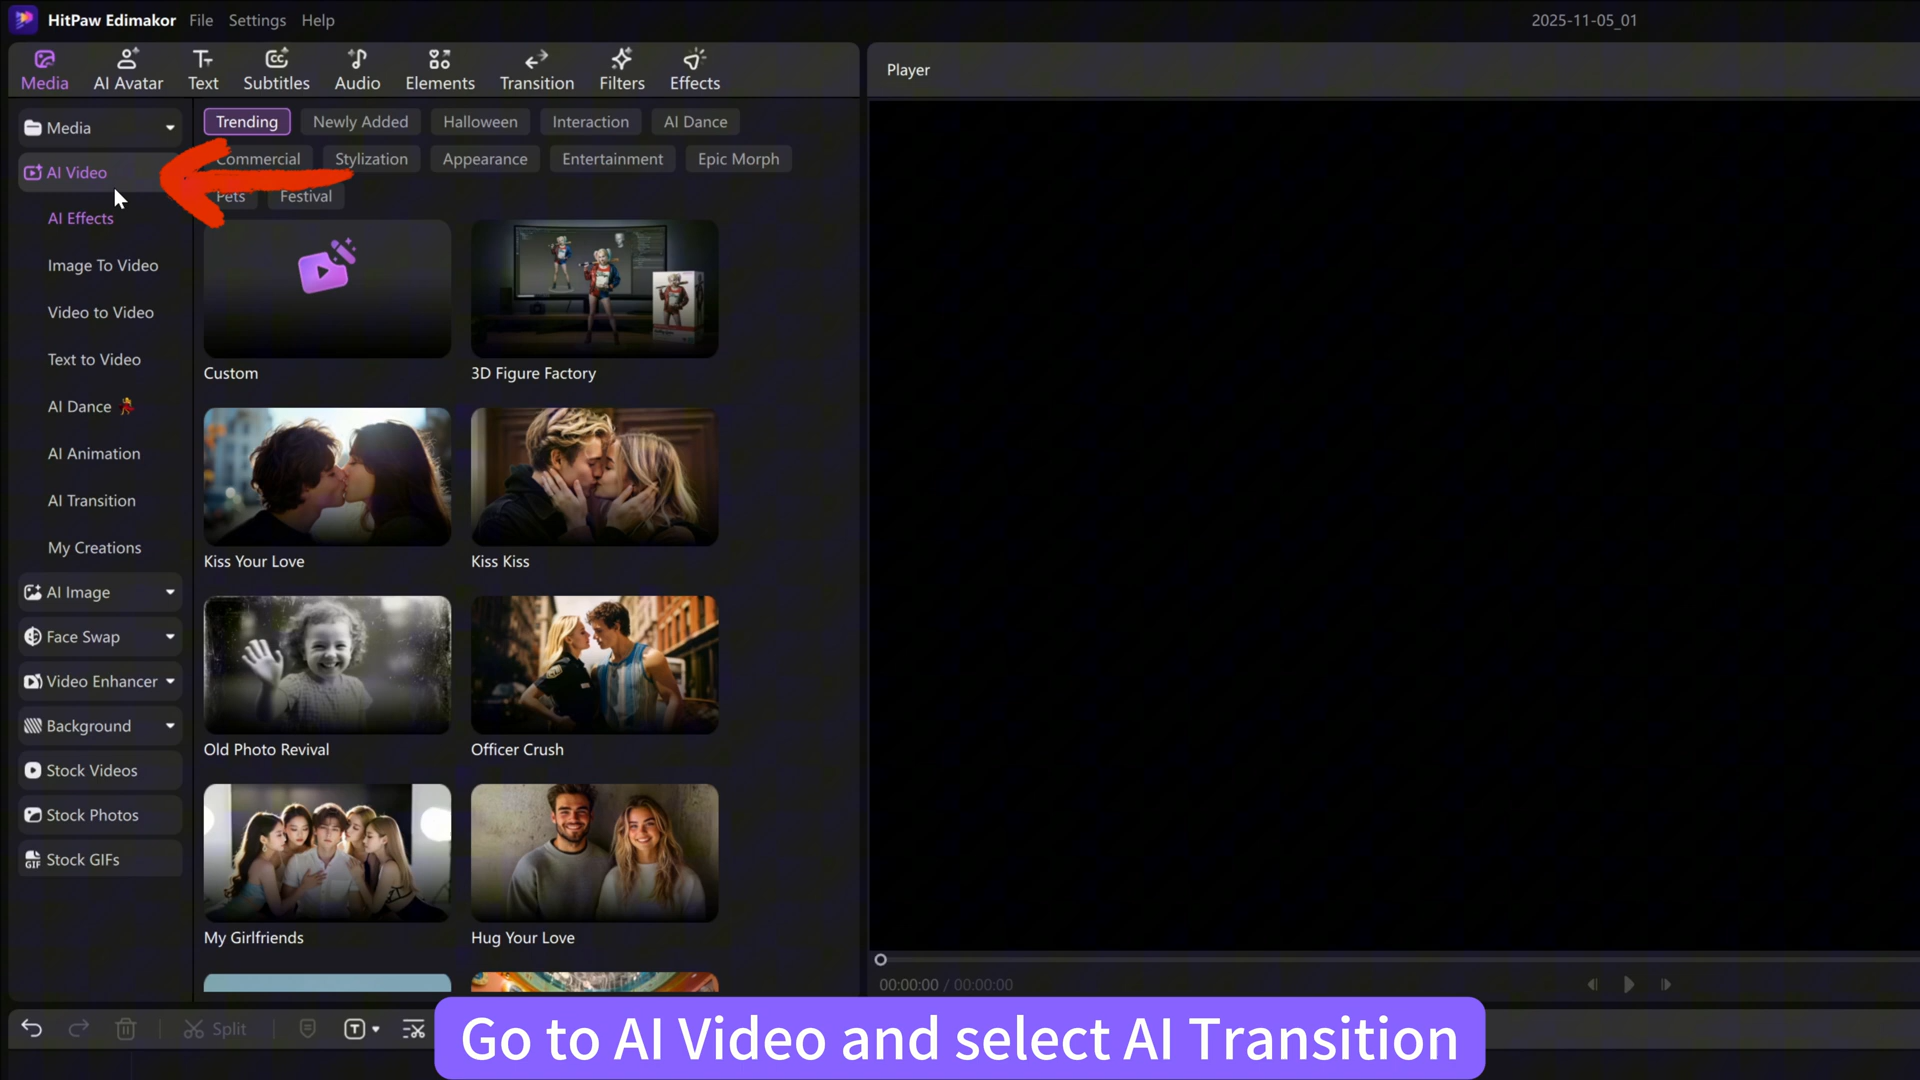 HitPaw Edimakor File Settings Help 2025-11-05_01
Media AI Avatar Text Subtitles Audio Elements Transition Filters Effects
Player
Media
AI Video
AI Effects
Image To Video
Video to Video
Text to Video
AI Dance
AI Animation
AI Transition
My Creations
AI Image
Face Swap
Video Enhancer
Background
Stock Videos
Stock Photos
GIF Stock GIFs
Trending Newly Added Halloween Interaction AI Dance
Commercial Stylization Appearance Entertainment Epic Morph
Pets Festival
Custom 3D Figure Factory
Kiss Your Love Kiss Kiss
Old Photo Revival Officer Crush
My Girlfriends Hug Your Love
00:00:00 / 00:00:00
Split
Go to AI Video and select AI Transition